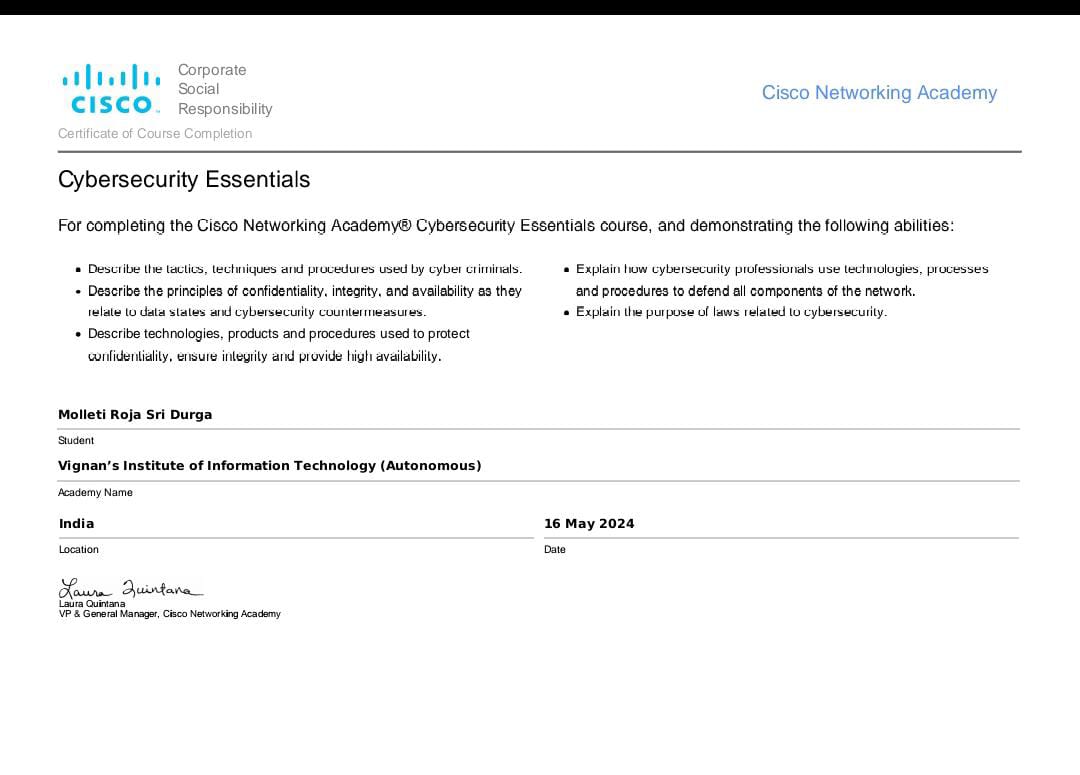 Corporate
Social
Responsibility
CISCO
Cisco Networking Academy
Certificate of Course Completion
Cybersecurity Essentials
For completing the Cisco Networking Academy® Cybersecurity Essentials course, and demonstrating the following abilities:
• Describe the tactics, techniques and procedures used by cyber criminals.
• Describe the principles of confidentiality, integrity, and availability as they
relate to data states and cybersecurity countermeasures.
• Describe technologies, products and procedures used to protect
confidentiality, ensure integrity and provide high availability.
• Explain how cybersecurity professionals use technologies, processes
and procedures to defend all components of the network.
• Explain the purpose of laws related to cybersecurity.
Molleti Roja Sri Durga
Student
Vignan’s Institute of Information Technology (Autonomous)
Academy Name
India
Location
16 May 2024
Date
Laura Quintana
Laura Quintana
VP & General Manager, Cisco Networking Academy